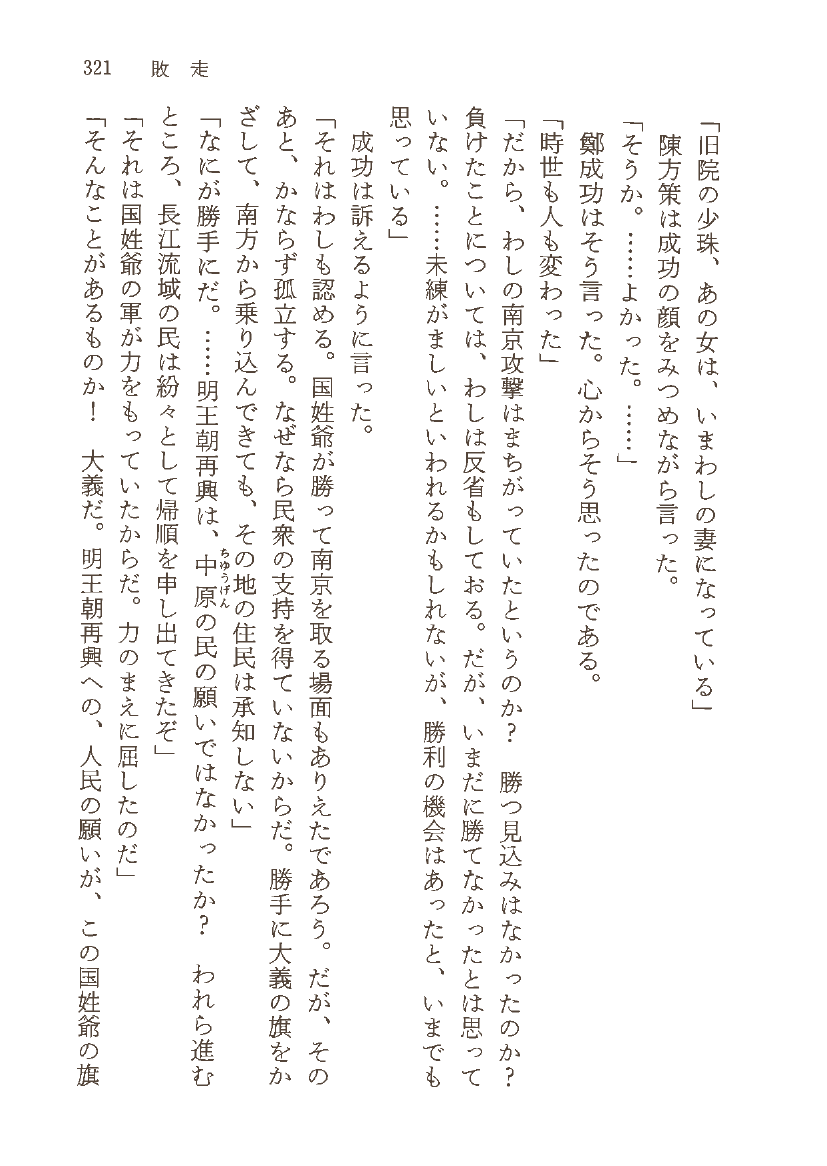 321 敗走
「旧院の少珠、あの女は、いまわしの妻になっている」
陳方策は成功の顔をみつめながら言った。
「そうか。……よかった。……」
鄭成功はそう言った。心からそう思ったのである。
「時世も人も変わった」
「だから、わしの南京攻撃はまちがっていたというのか？　勝つ見込みはなかったのか？
負けたことについては、わしは反省もしておる。だが、いまだに勝てなかったとは思って
いない。……未練がましいといわれるかもしれないが、勝利の機会はあったと、いまでも
思っている」
成功は訴えるように言った。
「それはわしも認める。国姓爺が勝って南京を取る場面もありえたであろう。だが、その
あと、かならず孤立する。なぜなら民衆の支持を得ていないからだ。勝手に大義の旗をか
ざして、南方から乗り込んできても、その地の住民は承知しない」
「なにが勝手にだ。……明王朝再興は、中原の民の願いではなかったか？　われら進む
ちゆうげん
ところ、長江流域の民は紛々として帰順を申し出てきたぞ」
「それは国姓爺の軍が力をもっていたからだ。力のまえに屈したのだ」
「そんなことがあるものか！　大義だ。明王朝再興への、人民の願いが、この国姓爺の旗